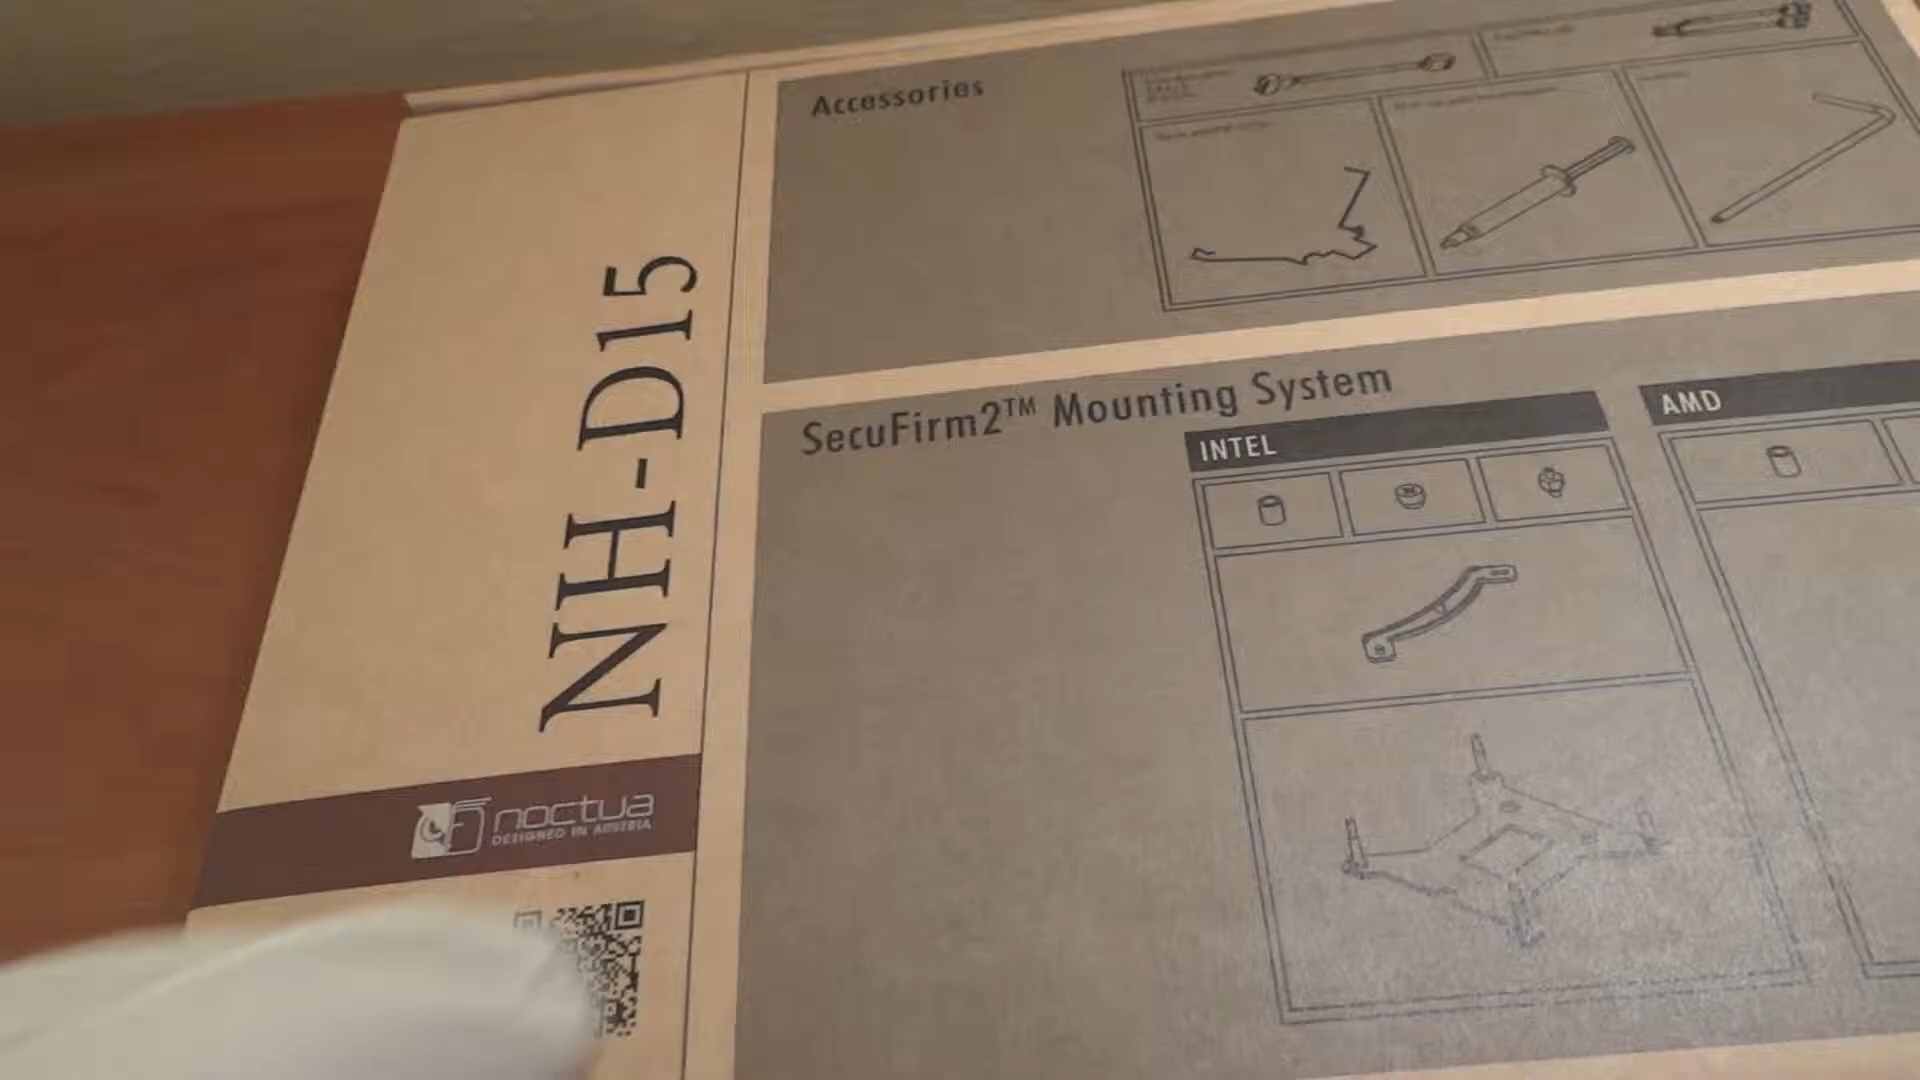 Accessories
NH-D15
SecuFirm2™ Mounting System
INTEL
AMD
noctua
DESIGNED IN AUSTRIA